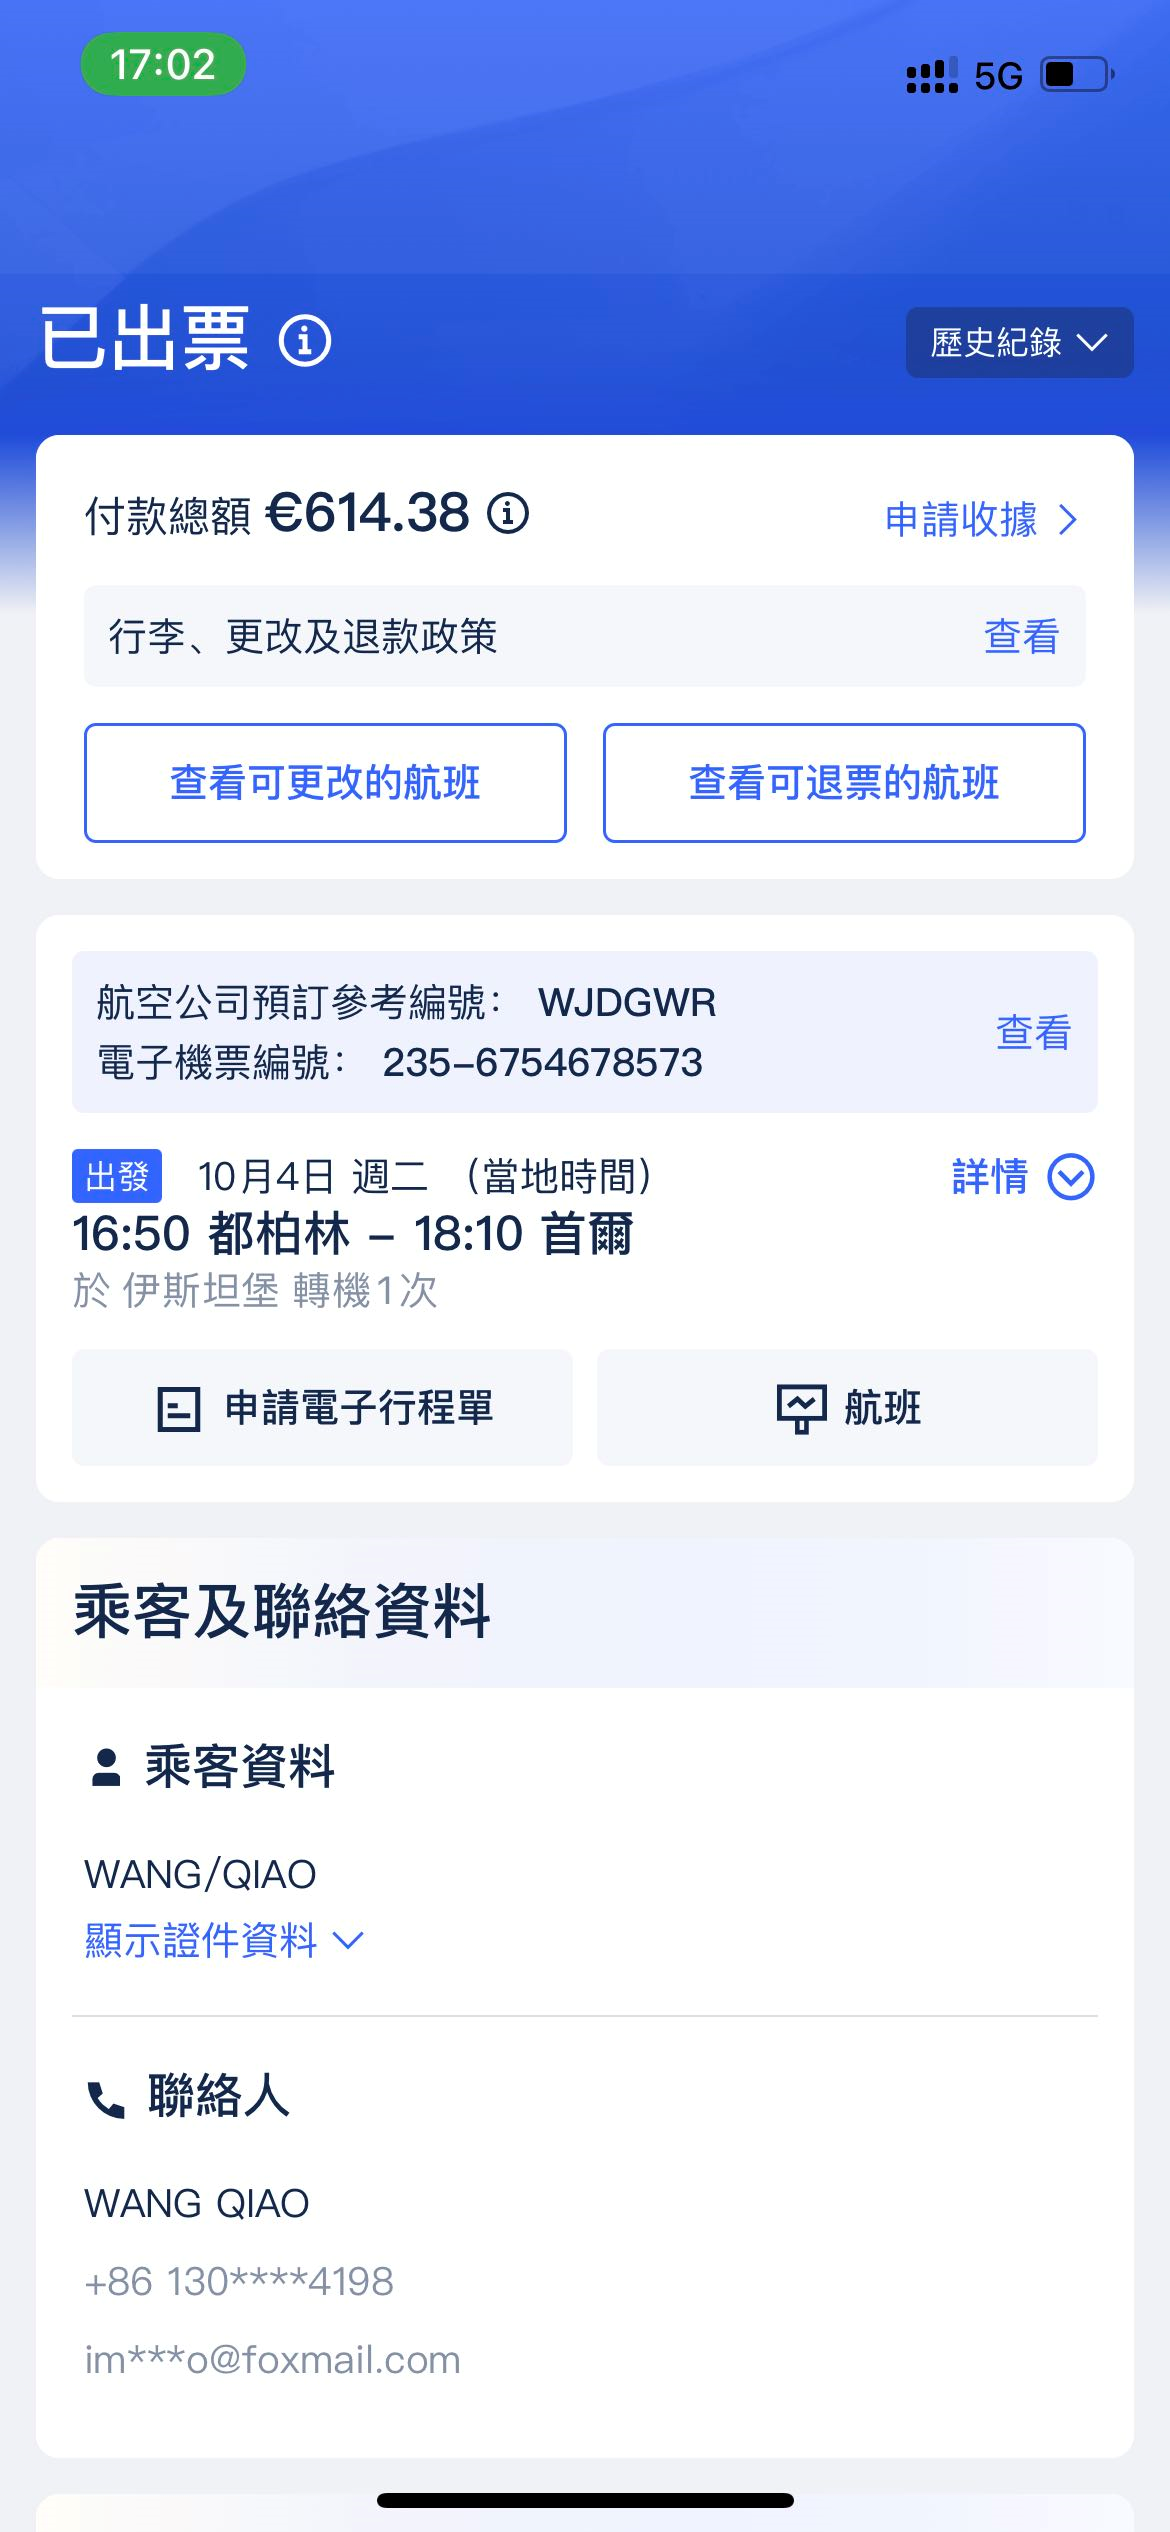 17:02
5G
已出票
歷史紀錄
付款總額 €614.38
申請收據
行李、更改及退款政策
查看
查看可更改的航班
查看可退票的航班
航空公司預訂參考編號： WJDGWR
電子機票編號： 235-6754678573
查看
出發 10月4日 週二 （當地時間）
詳情
16:50 都柏林 – 18:10 首爾
於 伊斯坦堡 轉機1次
申請電子行程單
航班
乘客及聯絡資料
乘客資料
WANG/QIAO
顯示證件資料
聯絡人
WANG QIAO
+86 130****4198
im***o@foxmail.com